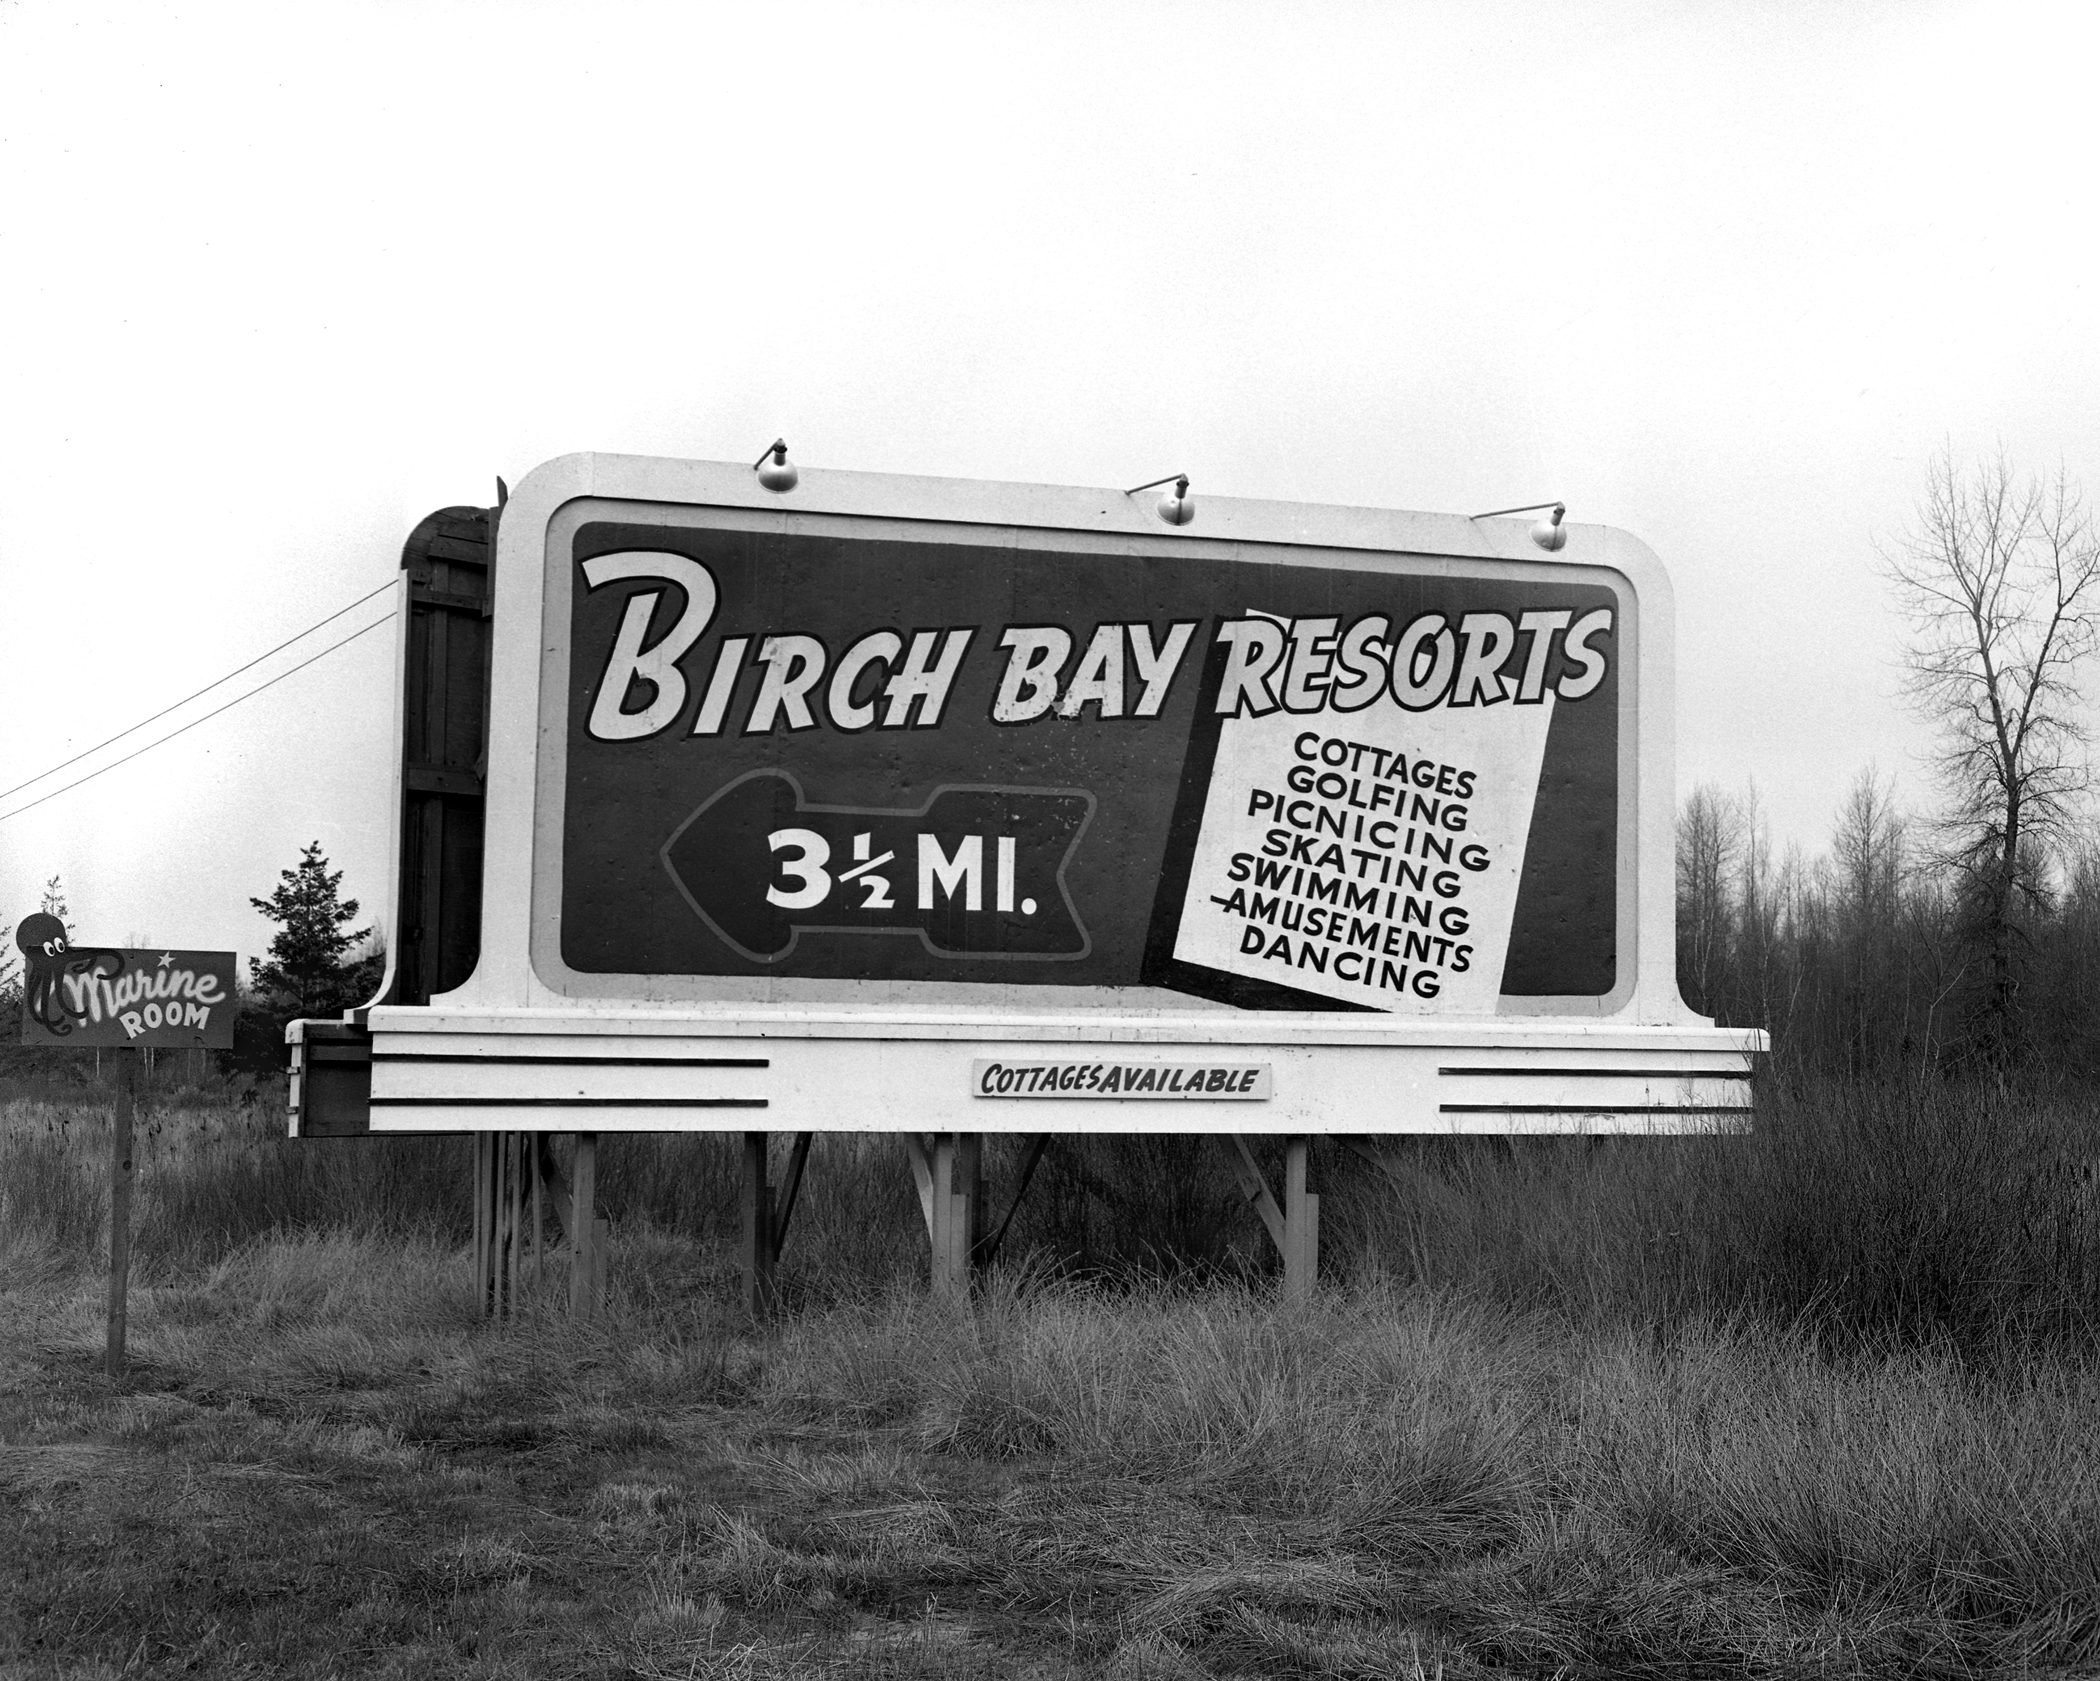 BIRCH BAY RESORTS
3½ MI.
COTTAGES
GOLFING
PICNICING
SKATING
SWIMMING
AMUSEMENTS
DANCING
COTTAGES AVAILABLE
Marine
ROOM